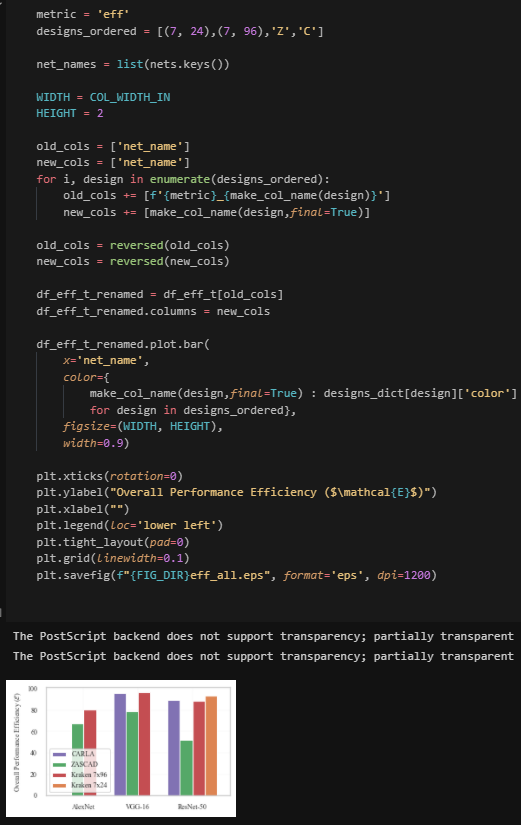 metric = 'eff'
designs_ordered = [(7, 24),(7, 96),'Z','C']
net_names = list(nets.keys())
WIDTH = COL_WIDTH_IN
HEIGHT = 2
old_cols = ['net_name']
new_cols = ['net_name']
for i, design in enumerate(designs_ordered):
old_cols += [f'{metric}_{make_col_name(design)}']
new_cols += [make_col_name(design,final=True)]
old_cols = reversed(old_cols)
new_cols = reversed(new_cols)
df_eff_t_renamed = df_eff_t[old_cols]
df_eff_t_renamed.columns = new_cols
df_eff_t_renamed.plot.bar(
x='net_name',
color={
make_col_name(design,final=True) : designs_dict[design]['color']
for design in designs_ordered},
figsize=(WIDTH, HEIGHT),
width=0.9)
plt.xticks(rotation=0)
plt.ylabel("Overall Performance Efficiency ($\mathcal{E}$)")
plt.xlabel("")
plt.legend(loc='lower left')
plt.tight_layout(pad=0)
plt.grid(linewidth=0.1)
plt.savefig(f"{FIG_DIR}eff_all.eps", format='eps', dpi=1200)
The PostScript backend does not support transparency; partially transparent
The PostScript backend does not support transparency; partially transparent
Overall Performance Efficiency (ℰ)
100
80
60
40
20
0
CARLA
ZASCAD
Kraken 7x96
Kraken 7x24
AlexNet VGG-16 ResNet-50